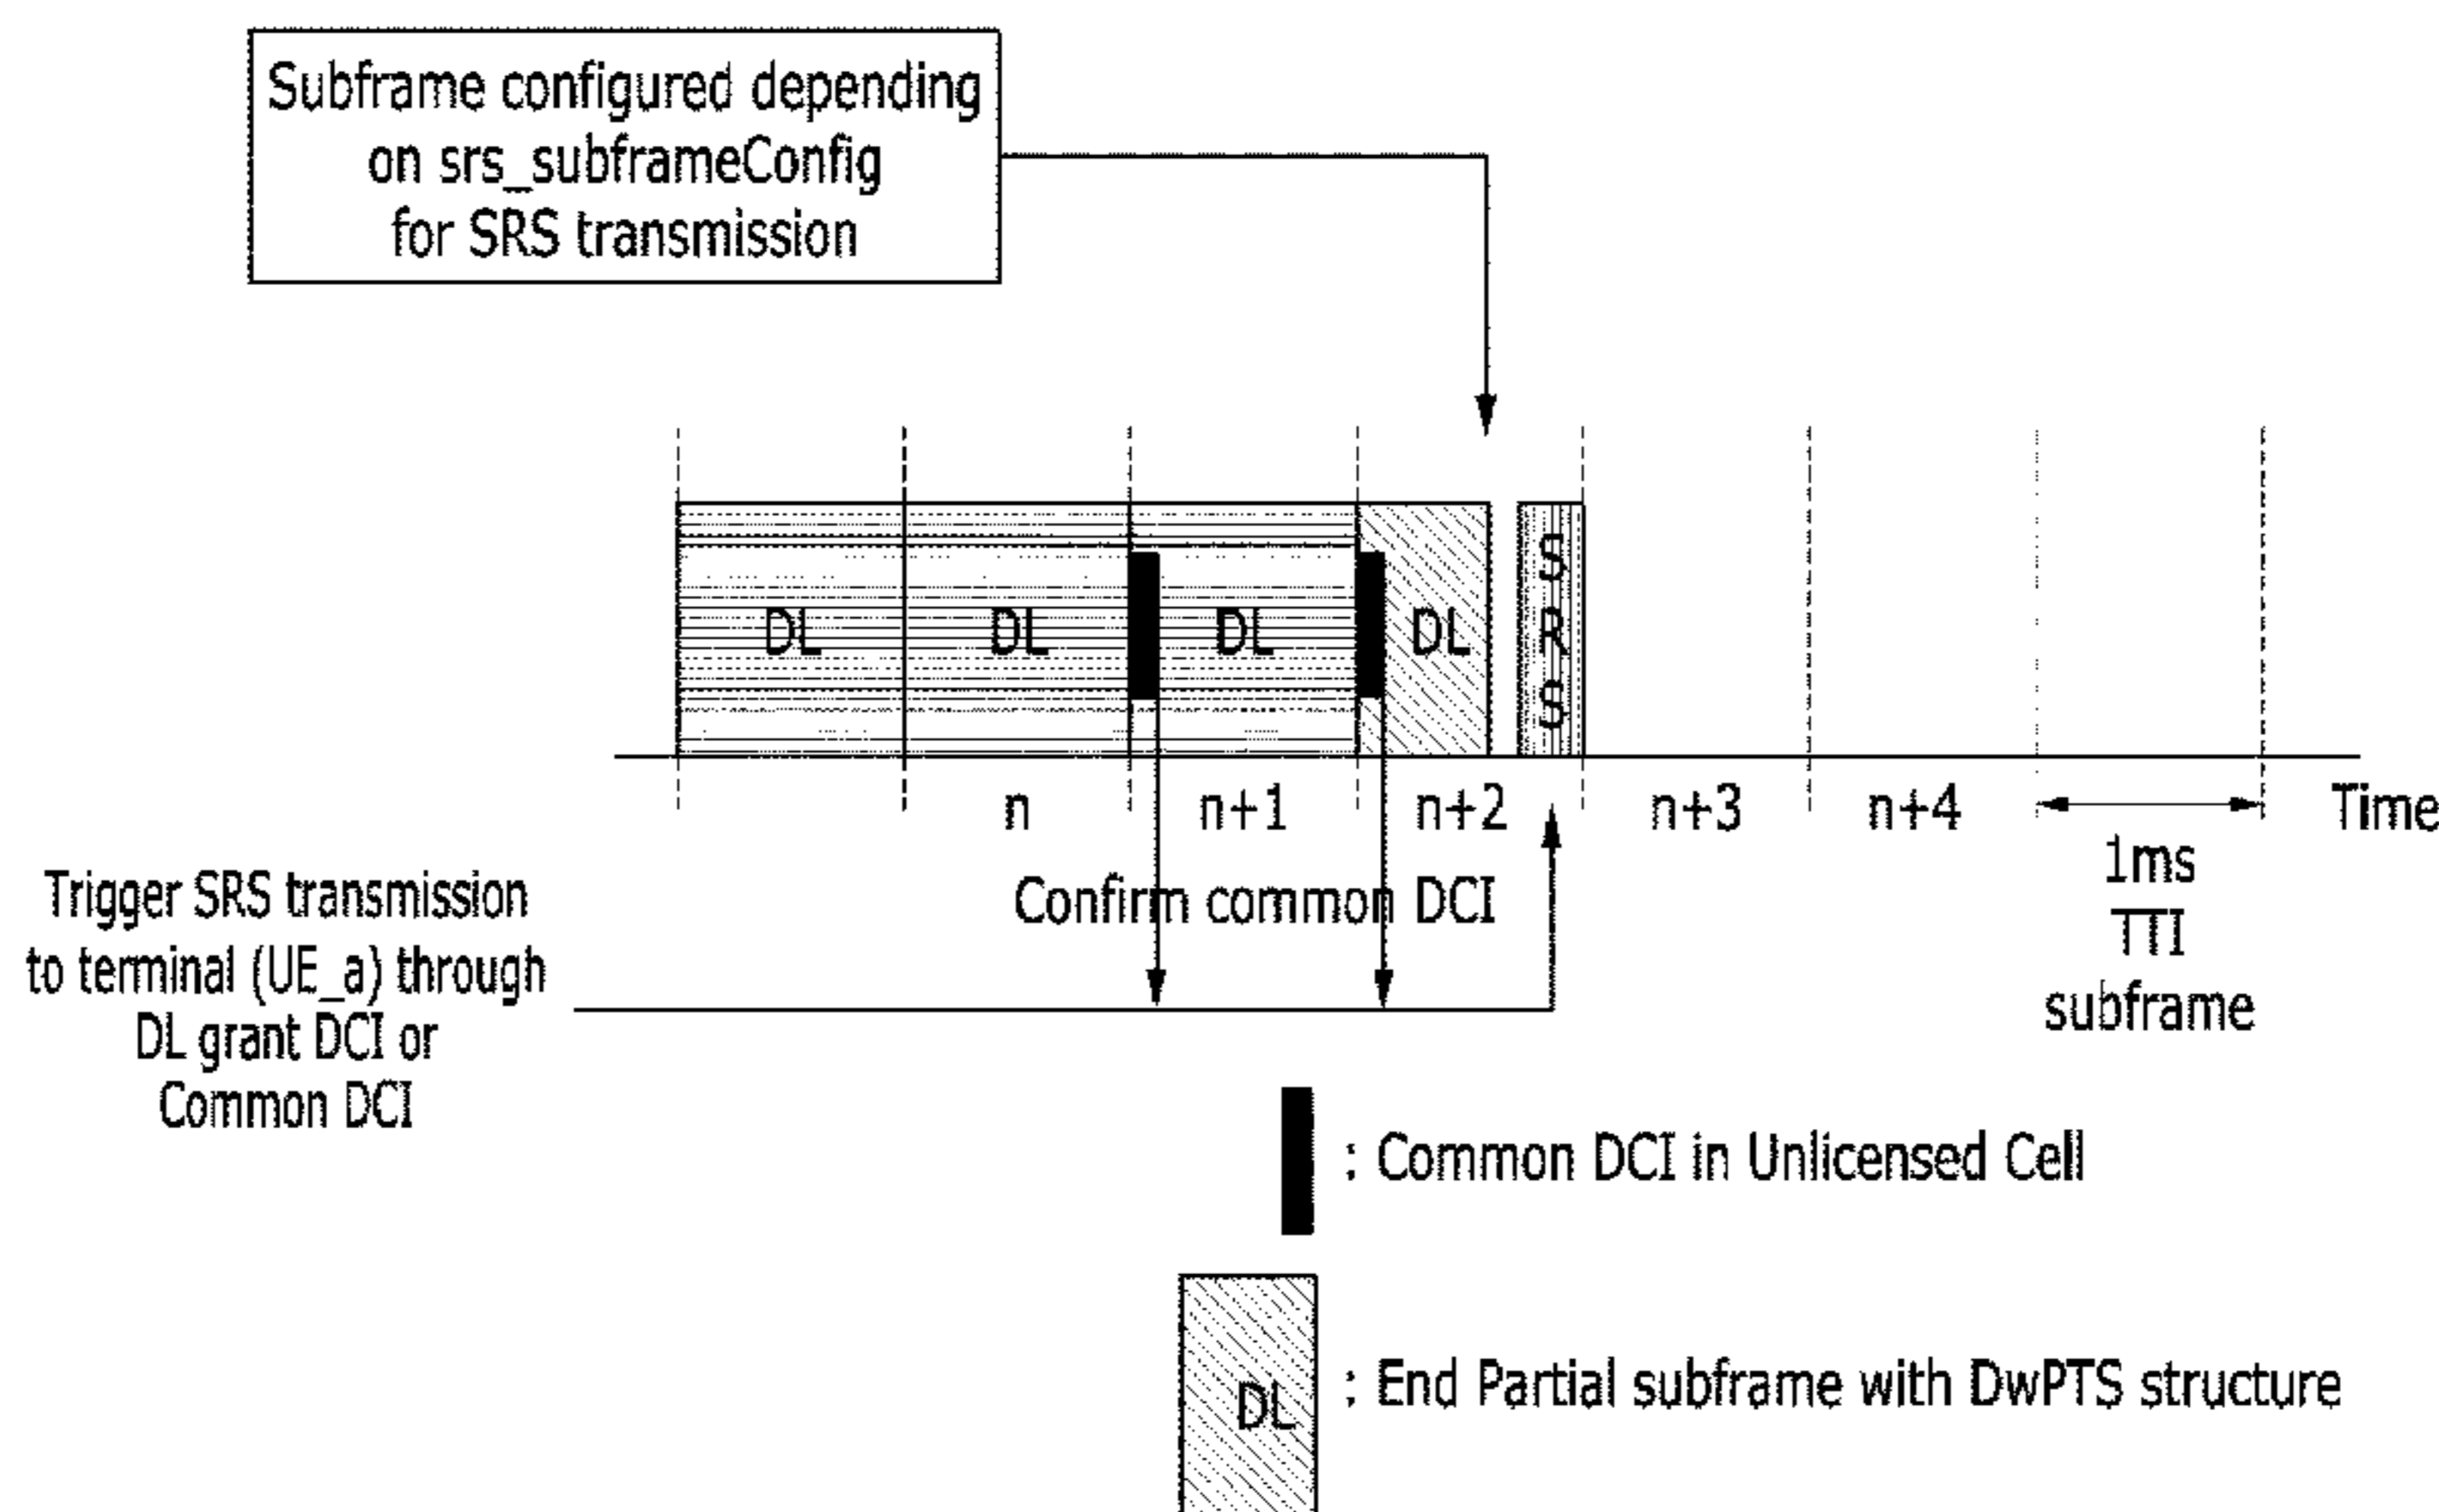 Subframe configured depending
on srs_subframeConfig
for SRS transmission
DL DL DL DL
S
R
S
n n+1 n+2 n+3 n+4 Time
Confirm common DCI
1ms
TTI
subframe
Trigger SRS transmission
to terminal (UE_a) through
DL grant DCI or
Common DCI
: Common DCI in Unlicensed Cell
DL : End Partial subframe with DwPTS structure